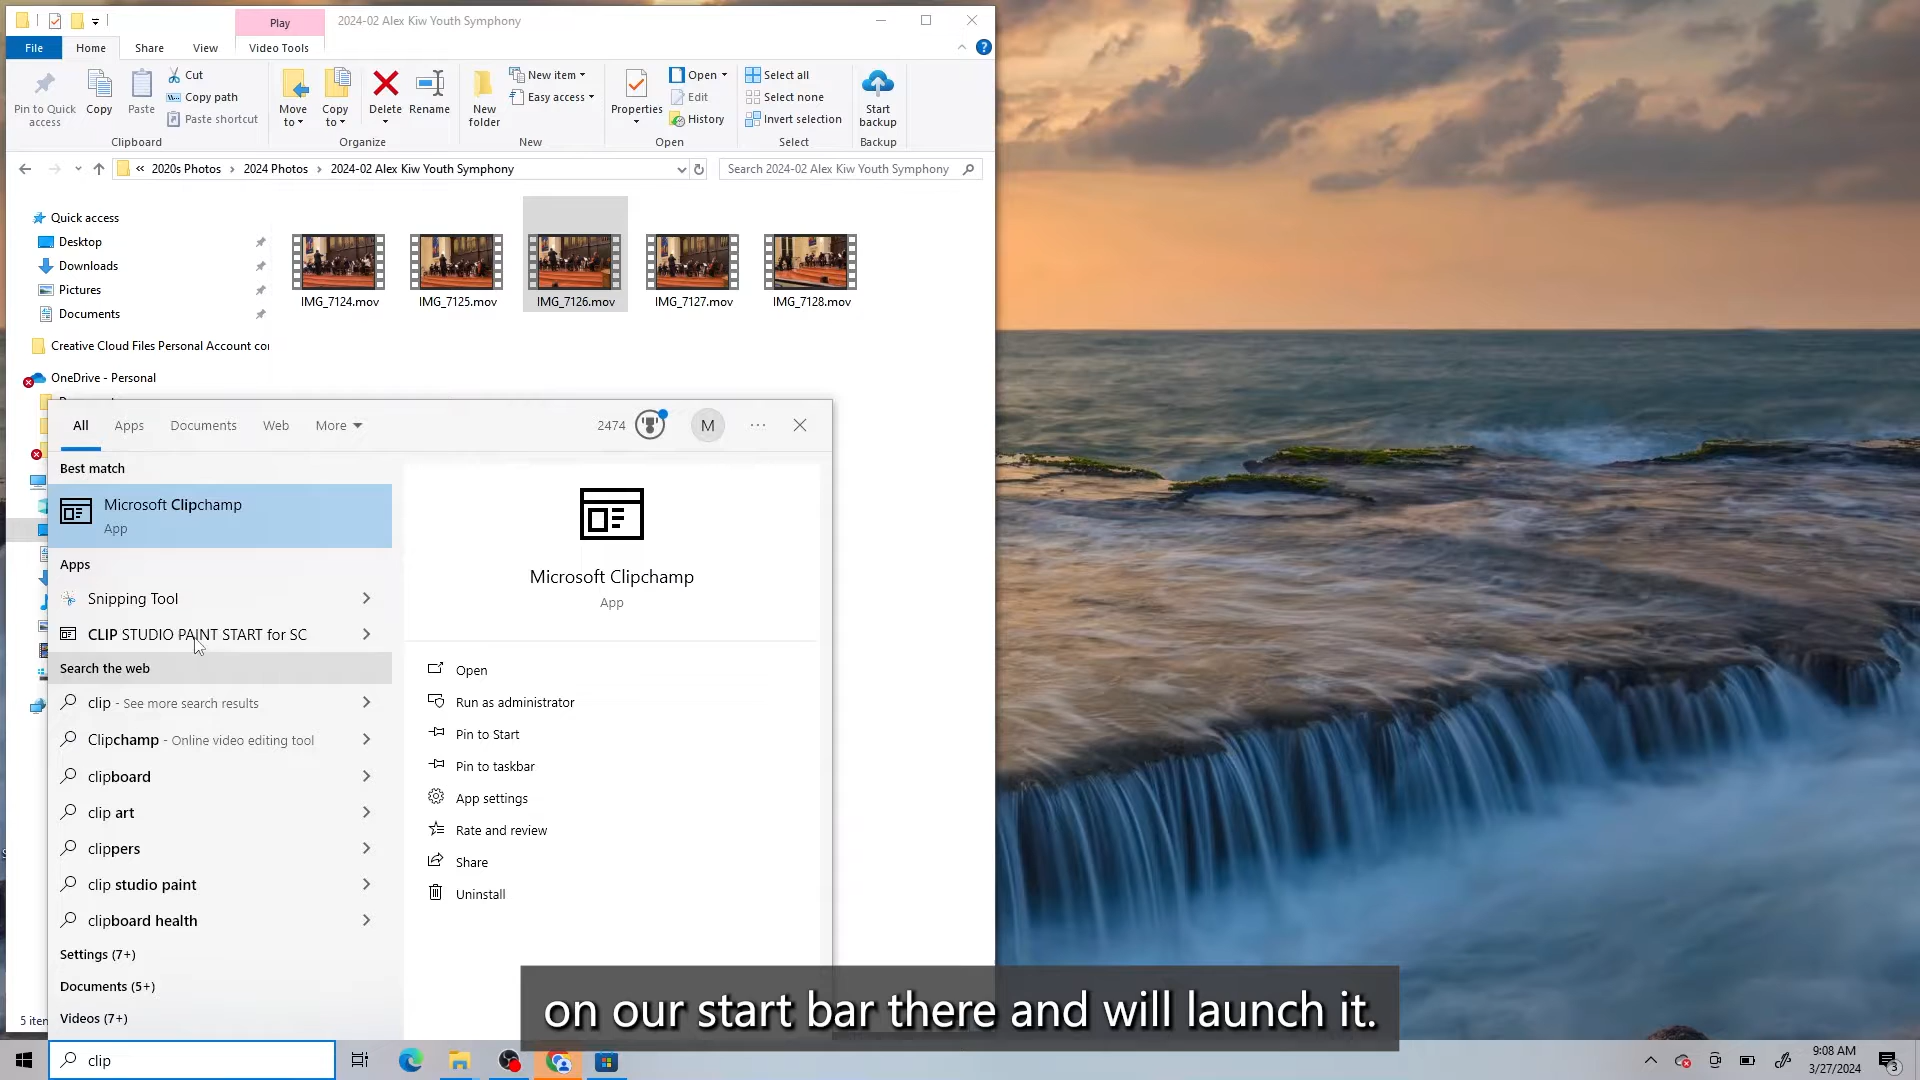 Play
2024-02 Alex Kiw Youth Symphony
File
Home
Share
View
Video Tools
Pin to Quick access
Copy
Paste
Cut
Copy path
Paste shortcut
Move to
Copy to
Delete
Rename
New folder
New item
Easy access
Properties
Open
Edit
History
Select all
Select none
Invert selection
Start backup
Clipboard
Organize
New
Open
Select
Backup
« 2020s Photos › 2024 Photos › 2024-02 Alex Kiw Youth Symphony
Search 2024-02 Alex Kiw Youth Symphony
Quick access
Desktop
Downloads
Pictures
Documents
Creative Cloud Files Personal Account
OneDrive - Personal
IMG_7124.mov
IMG_7125.mov
IMG_7126.mov
IMG_7127.mov
IMG_7128.mov
All
Apps
Documents
Web
More
2474
M
Best match
Microsoft Clipchamp
App
Apps
Snipping Tool
CLIP STUDIO PAINT START for SC
Search the web
clip - See more search results
Clipchamp - Online video editing tool
clipboard
clip art
clippers
clip studio paint
clipboard health
Settings (7+)
Documents (5+)
Videos (7+)
Microsoft Clipchamp
App
Open
Run as administrator
Pin to Start
Pin to taskbar
App settings
Rate and review
Share
Uninstall
on our start bar there and will launch it.
clip
9:08 AM
3/27/2024
3